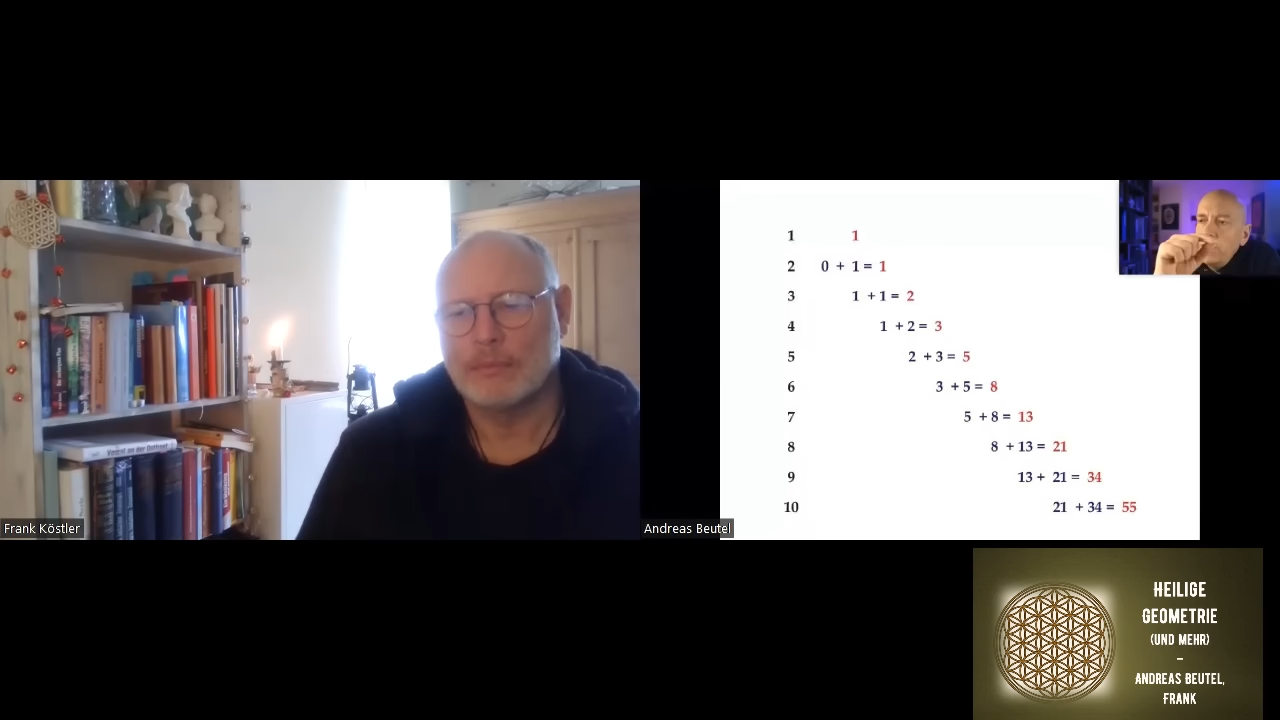 1 1
2 0 + 1 = 1
3 1 + 1 = 2
4 1 + 2 = 3
5 2 + 3 = 5
6 3 + 5 = 8
7 5 + 8 = 13
8 8 + 13 = 21
9 13 + 21 = 34
10 21 + 34 = 55
Frank Köstler
Andreas Beutel
HEILIGE
GEOMETRIE
(UND MEHR)
–
ANDREAS BEUTEL,
FRANK